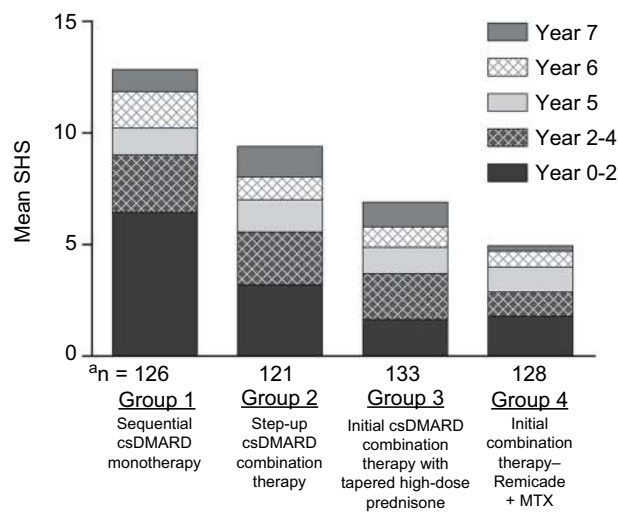 15
10
5
0
Mean SHS
Year 7
Year 6
Year 5
Year 2-4
Year 0-2
ᵃn = 126
121
133
128
Group 1
Sequential
csDMARD
monotherapy
Group 2
Step-up
csDMARD
combination
therapy
Group 3
Initial csDMARD
combination
therapy with
tapered high-dose
prednisone
Group 4
Initial
combination
therapy–
Remicade
+ MTX